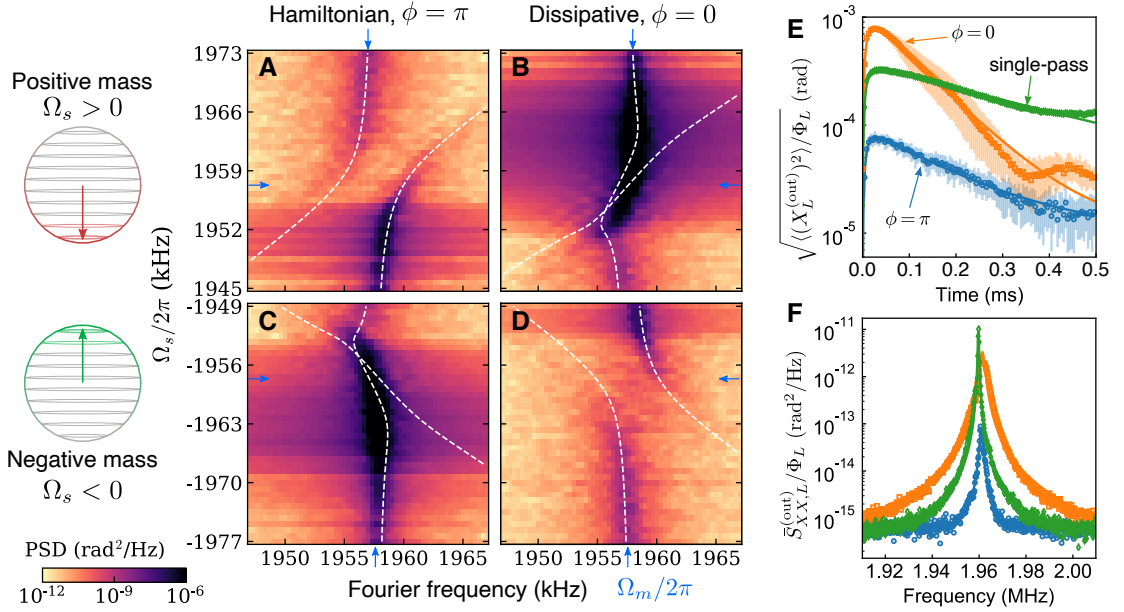 Hamiltonian, ϕ = π
Dissipative, ϕ = 0
Positive mass
Ω_s > 0
Negative mass
Ω_s < 0
PSD (rad²/Hz)
10⁻¹² 10⁻⁹ 10⁻⁶
Ω_s/2π (kHz)
A
1973
1966
1959
1952
1945
B
C
-1949
-1956
-1963
-1970
-1977
1950 1955 1960 1965
D
1950 1955 1960 1965
Fourier frequency (kHz)
Ω_m/2π
E
√⟨(X_L^(out))²⟩/Φ_L (rad)
10⁻³
10⁻⁴
10⁻⁵
ϕ = 0
single-pass
ϕ = π
0.0 0.1 0.2 0.3 0.4 0.5
Time (ms)
F
S̄_XX,L^(out)/Φ_L (rad²/Hz)
10⁻¹¹
10⁻¹²
10⁻¹³
10⁻¹⁴
10⁻¹⁵
1.92 1.94 1.96 1.98 2.00
Frequency (MHz)